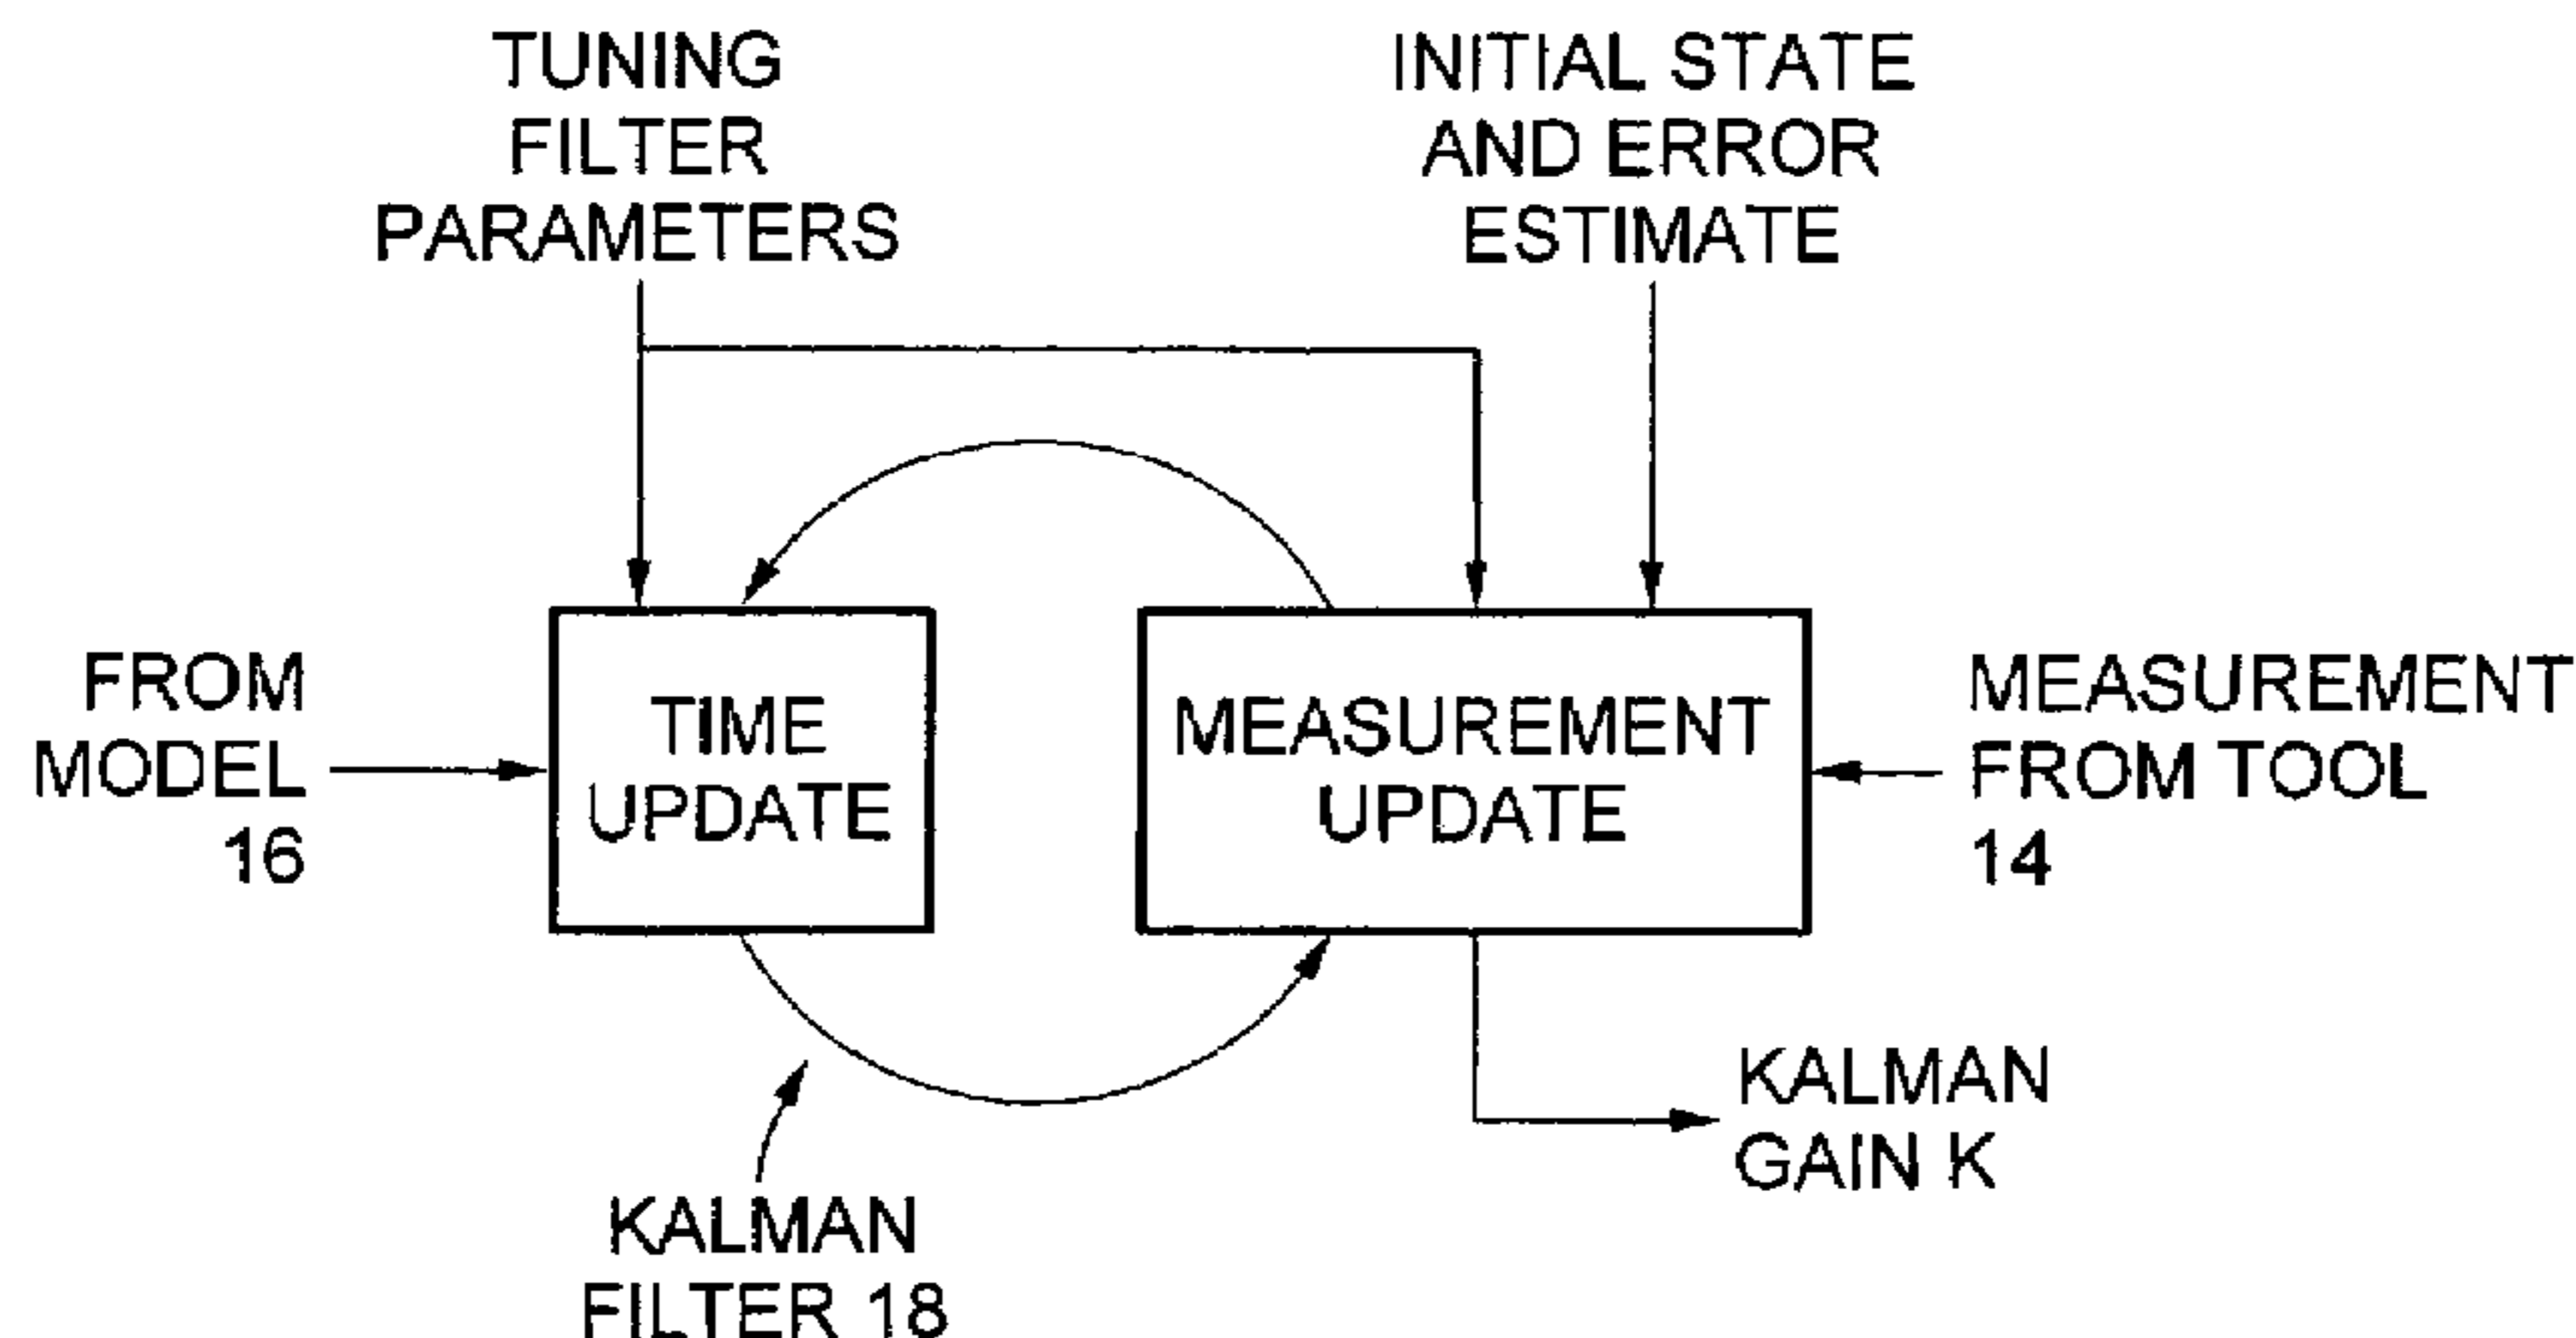 TUNING
FILTER
PARAMETERS
INITIAL STATE
AND ERROR
ESTIMATE
FROM
MODEL
16
TIME
UPDATE
MEASUREMENT
UPDATE
MEASUREMENT
FROM TOOL
14
KALMAN
GAIN K
KALMAN
FILTER 18